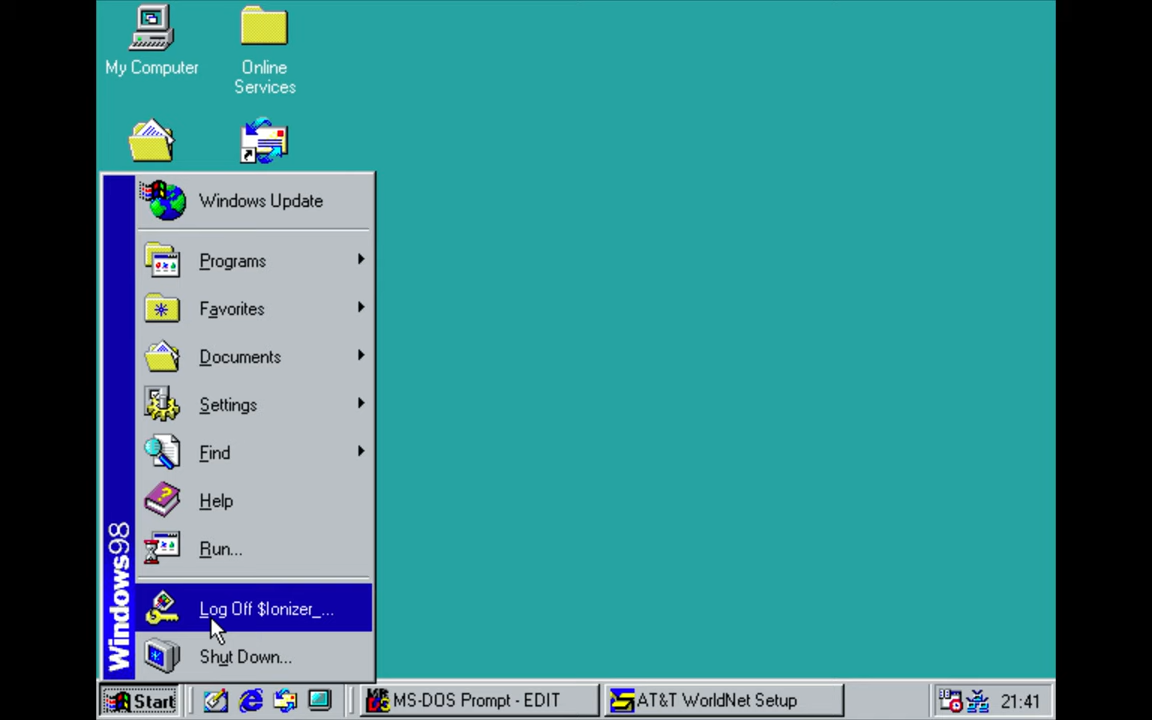 My Computer
Online
Services
Windows Update
Programs
Favorites
Documents
Settings
Find
Help
Run...
Log Off $Ionizer_...
Shut Down...
Windows98
Start
MS-DOS Prompt - EDIT
AT&T WorldNet Setup
21:41